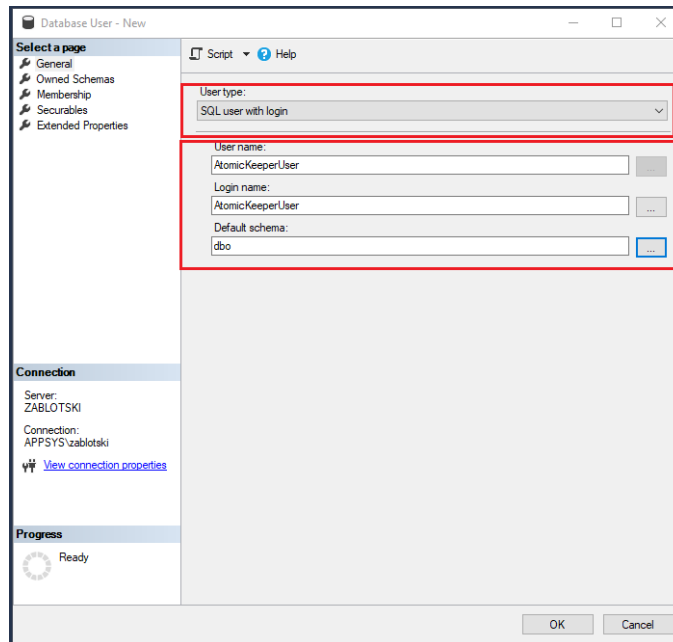 Database User - New
Select a page
General
Owned Schemas
Membership
Securables
Extended Properties
Script Help
User type:
SQL user with login
User name:
AtomicKeeperUser
...
Login name:
AtomicKeeperUser
...
Default schema:
dbo
...
Connection
Server:
ZABLOTSKI
Connection:
APPSYS\zablotski
View connection properties
Progress
Ready
OK Cancel